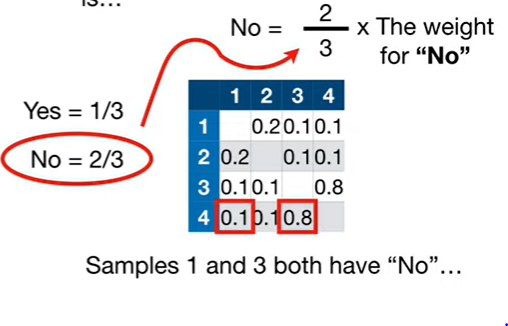 is…
No = 2/3 x The weight for “No”
Yes = 1/3
No = 2/3
1 2 3 4
1 0.2 0.1 0.1
2 0.2 0.1 0.1
3 0.1 0.1 0.8
4 0.1 0.1 0.8
Samples 1 and 3 both have “No”…